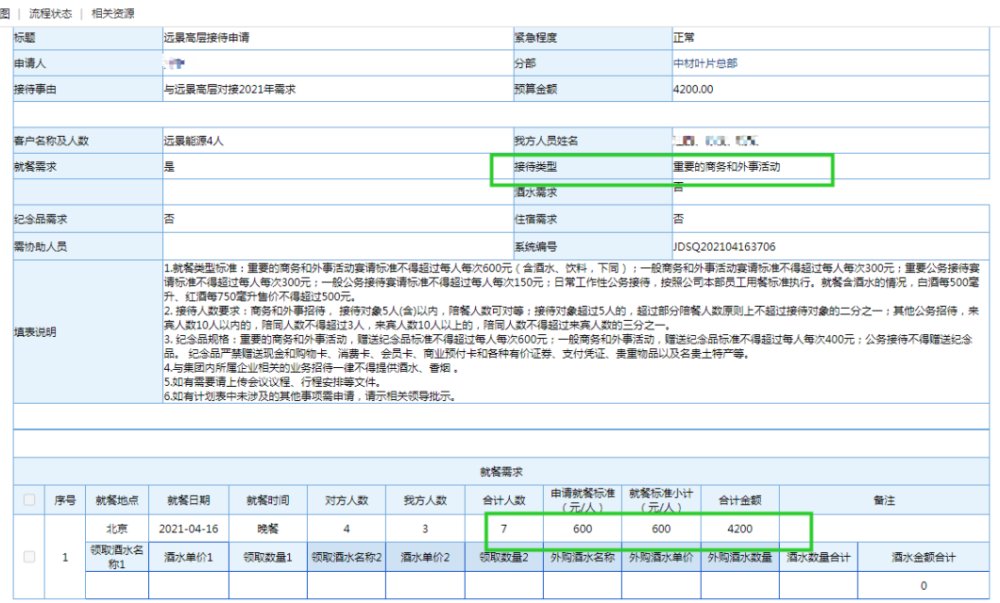 图 | 流程状态 | 相关资源
标题 远景高层接待申请 紧急程度 正常
申请人 分部 中材叶片总部
接待事由 与远景高层对接2021年需求 预算金额 4200.00
客户名称及人数 远景能源4人 我方人员姓名
就餐需求 是 接待类型 重要的商务和外事活动
酒水需求 否
纪念品需求 否 住宿需求 否
需协助人员 系统编号 JDSQ202104163706
填表说明
1.就餐类型标准：重要的商务和外事活动宴请标准不得超过每人每次600元（含酒水、饮料，下同）；一般商务和外事活动宴请标准不得超过每人每次300元；重要公务接待宴
请标准不得超过每人每次300元；一般公务接待宴请标准不得超过每人每次150元；日常工作性公务接待，按照公司本部员工用餐标准执行。就餐含酒水的情况，白酒每500毫
升、红酒每750毫升售价不得超过500元。
2. 接待人数要求：商务和外事招待， 接待对象5人(含)以内，陪餐人数可对等；接待对象超过5人的，超过部分陪餐人数原则上不超过接待对象的二分之一；其他公务招待，来
宾人数10人以内的，陪同人数不得超过3人，来宾人数10人以上的，陪同人数不得超过来宾人数的三分之一。
3. 纪念品规格：重要的商务和外事活动，赠送纪念品标准不得超过每人每次600元；一般商务和外事活动，赠送纪念品标准不得超过每人每次400元；公务接待不得赠送纪念
品。 纪念品严禁赠送现金和购物卡、消费卡、会员卡、商业预付卡和各种有价证券、支付凭证、贵重物品以及名贵土特产等。
4.与集团内所属企业相关的业务招待一律不得提供酒水、香烟 。
5.如有需要请上传会议议程、行程安排等文件。
6.如有计划表中未涉及的其他事项需申请，请示相关领导批示。
就餐需求
序号 就餐地点 就餐日期 就餐时间 对方人数 我方人数 合计人数 申请就餐标准（元/人） 就餐标准小计（元/人） 合计金额 备注
北京 2021-04-16 晚餐 4 3 7 600 600 4200
1 领取酒水名称1 酒水单价1 领取数量1 领取酒水名称2 酒水单价2 领取数量2 外购酒水名称 外购酒水单价 外购酒水数量 酒水数量合计 酒水金额合计
0